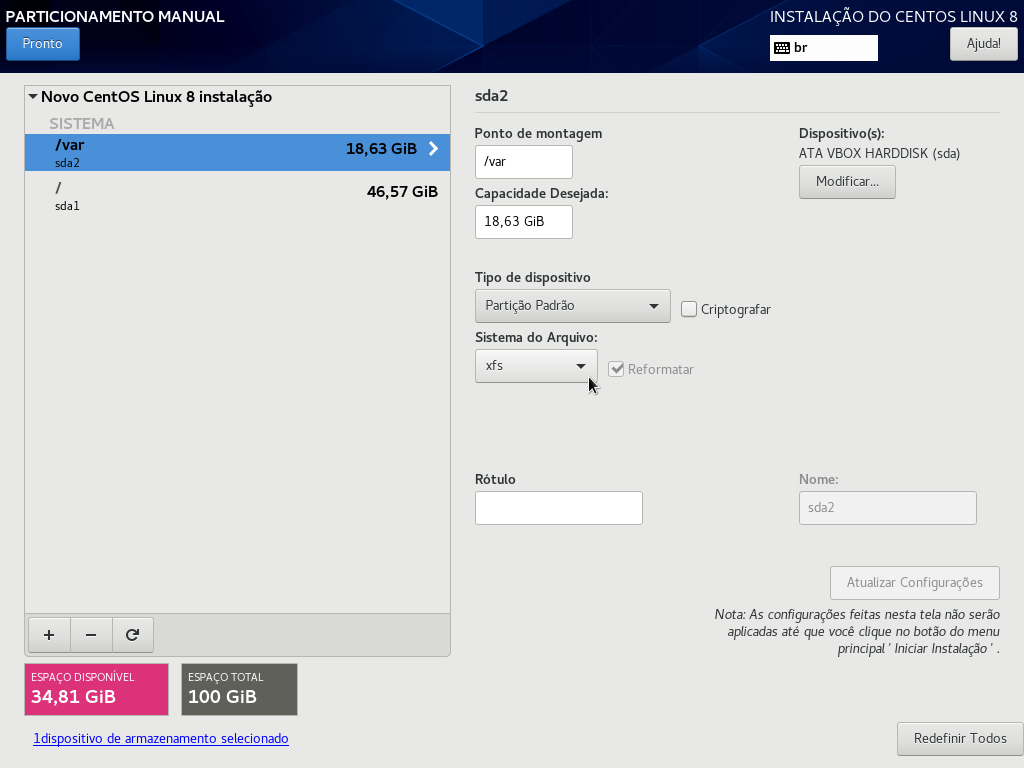 PARTICIONAMENTO MANUAL
INSTALAÇÃO DO CENTOS LINUX 8
Pronto
br
Ajuda!
Novo CentOS Linux 8 instalação
SISTEMA
/var
18,63 GiB
sda2
/
46,57 GiB
sda1
sda2
Ponto de montagem
/var
Capacidade Desejada:
18,63 GiB
Dispositivo(s):
ATA VBOX HARDDISK (sda)
Modificar...
Tipo de dispositivo
Partição Padrão
Criptografar
Sistema do Arquivo:
xfs
Reformatar
Rótulo
Nome:
sda2
Atualizar Configurações
Nota: As configurações feitas nesta tela não serão
aplicadas até que você clique no botão do menu
principal ' Iniciar Instalação ' .
ESPAÇO DISPONÍVEL
34,81 GiB
ESPAÇO TOTAL
100 GiB
1dispositivo de armazenamento selecionado
Redefinir Todos